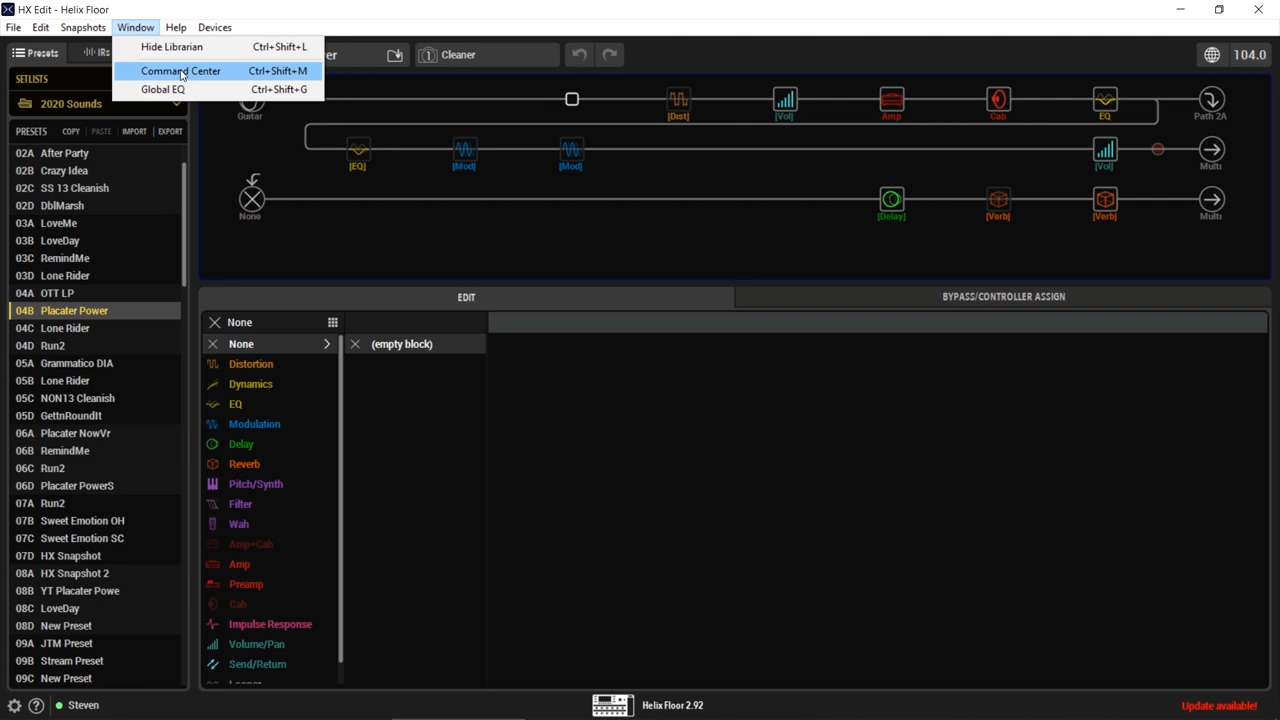 HX Edit - Helix Floor
File Edit Snapshots Window Help Devices
Hide Librarian Ctrl+Shift+L
Command Center Ctrl+Shift+M
Global EQ Ctrl+Shift+G
Presets IRs
Cleaner
104.0
SETLISTS
2020 Sounds
PRESETS COPY PASTE IMPORT EXPORT
02A After Party
02B Crazy Idea
02C SS 13 Cleanish
02D DblMarsh
03A LoveMe
03B LoveDay
03C RemindMe
03D Lone Rider
04A OTT LP
04B Placater Power
04C Lone Rider
04D Run2
05A Grammatico DIA
05B Lone Rider
05C NON13 Cleanish
05D GettnRoundIt
06A Placater NowVr
06B RemindMe
06C Run2
06D Placater PowerS
07A Run2
07B Sweet Emotion OH
07C Sweet Emotion SC
07D HX Snapshot
08A HX Snapshot 2
08B YT Placater Powe
08C LoveDay
08D New Preset
09A JTM Preset
09B Stream Preset
09C New Preset
Guitar [Dist] [Vol] Amp Cab EQ Path 2A
[EQ] [Mod] [Mod] [Vol] Multi
None [Delay] [Verb] [Verb] Multi
EDIT BYPASS/CONTROLLER ASSIGN
None
None (empty block)
Distortion
Dynamics
EQ
Modulation
Delay
Reverb
Pitch/Synth
Filter
Wah
Amp+Cab
Amp
Preamp
Cab
Impulse Response
Volume/Pan
Send/Return
Steven
Helix Floor 2.92
Update available!